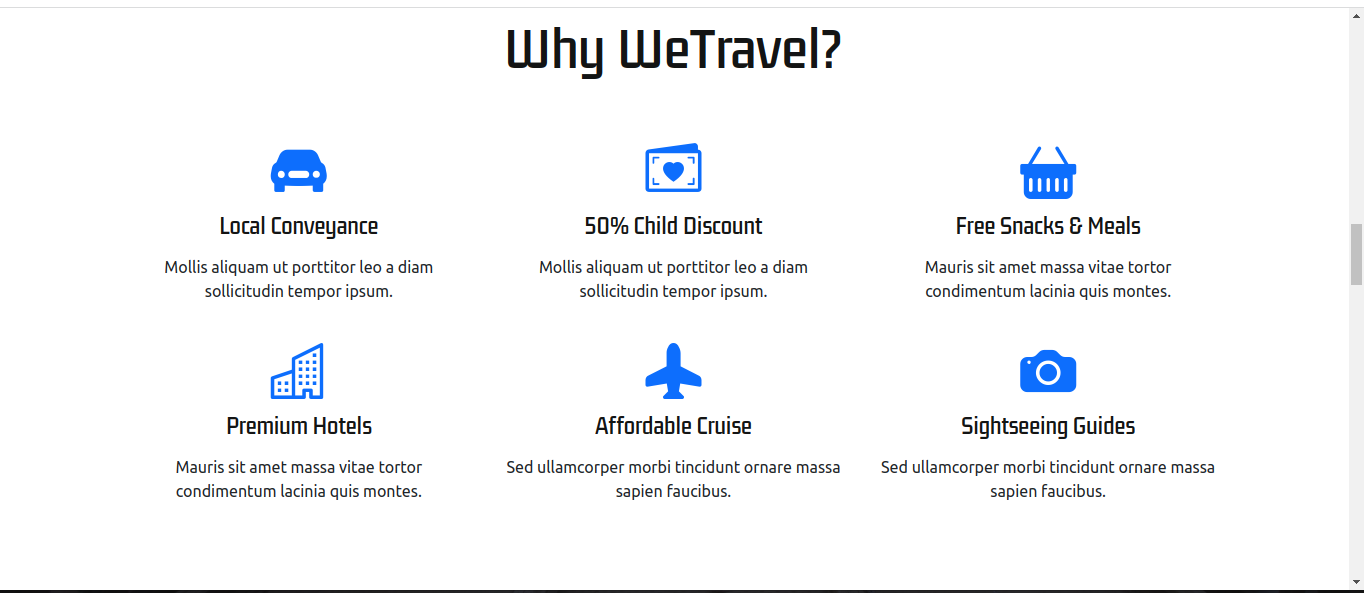 Why WeTravel?
Local Conveyance
Mollis aliquam ut porttitor leo a diam
sollicitudin tempor ipsum.
50% Child Discount
Mollis aliquam ut porttitor leo a diam
sollicitudin tempor ipsum.
Free Snacks & Meals
Mauris sit amet massa vitae tortor
condimentum lacinia quis montes.
Premium Hotels
Mauris sit amet massa vitae tortor
condimentum lacinia quis montes.
Affordable Cruise
Sed ullamcorper morbi tincidunt ornare massa
sapien faucibus.
Sightseeing Guides
Sed ullamcorper morbi tincidunt ornare massa
sapien faucibus.